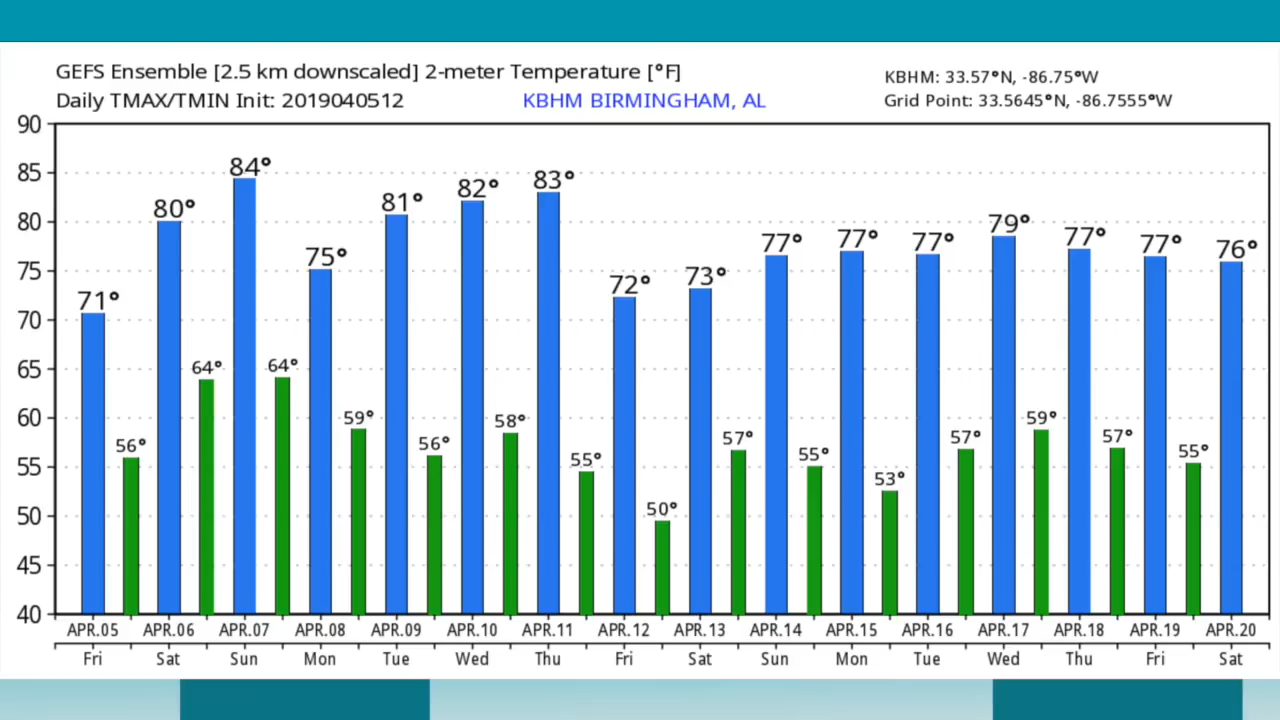 GEFS Ensemble [2.5 km downscaled] 2-meter Temperature [°F]
Daily TMAX/TMIN Init: 2019040512
KBHM BIRMINGHAM, AL
KBHM: 33.57°N, -86.75°W
Grid Point: 33.5645°N, -86.7555°W
90
85
80
75
70
65
60
55
50
45
40
71° 80° 84° 75° 81° 82° 83° 72° 73° 77° 77° 77° 79° 77° 77° 76°
56° 64° 64° 59° 56° 58° 55° 50° 57° 55° 53° 57° 59° 57° 55°
APR.05 APR.06 APR.07 APR.08 APR.09 APR.10 APR.11 APR.12 APR.13 APR.14 APR.15 APR.16 APR.17 APR.18 APR.19 APR.20
Fri Sat Sun Mon Tue Wed Thu Fri Sat Sun Mon Tue Wed Thu Fri Sat